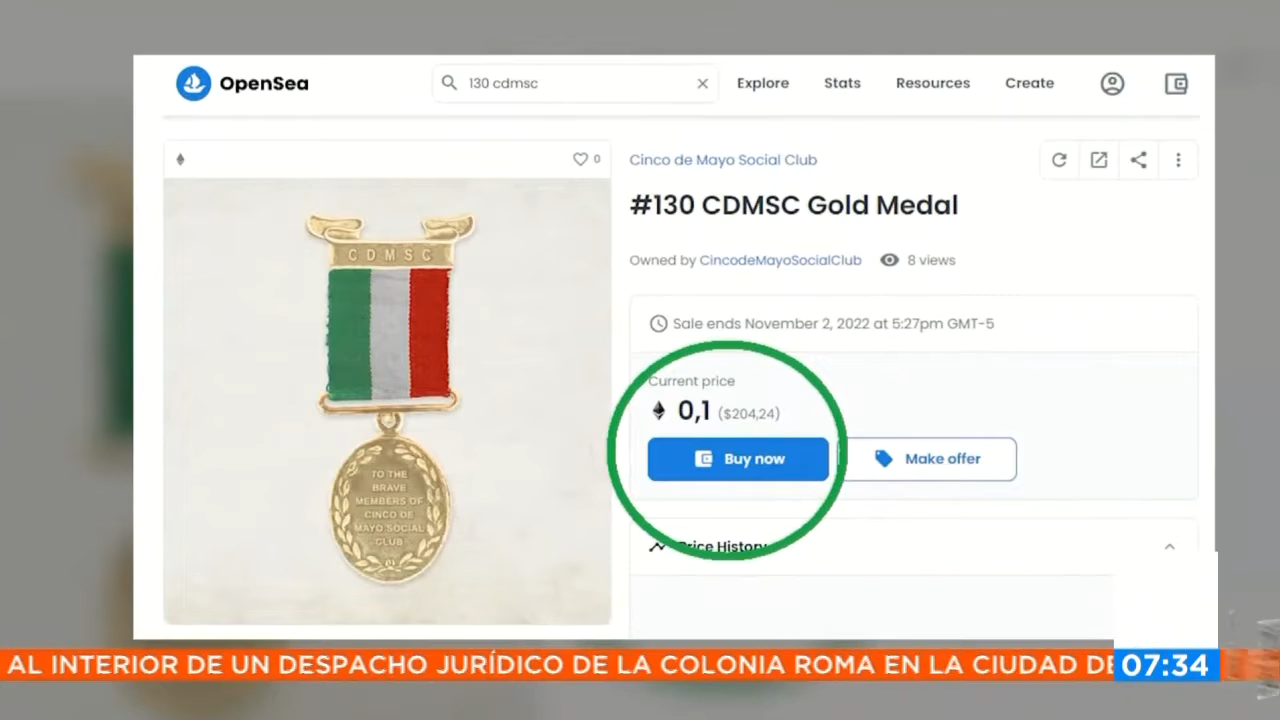 OpenSea
130 cdmsc
Explore
Stats
Resources
Create
0
Cinco de Mayo Social Club
#130 CDMSC Gold Medal
Owned by CincodeMayoSocialClub
8 views
CDMSC
TO THE
BRAVE
MEMBERS OF
CINCO DE
MAYO SOCIAL
CLUB
Sale ends November 2, 2022 at 5:27pm GMT-5
Current price
0,1 ($204,24)
Buy now
Make offer
Price History
AL INTERIOR DE UN DESPACHO JURÍDICO DE LA COLONIA ROMA EN LA CIUDAD DE
07:34